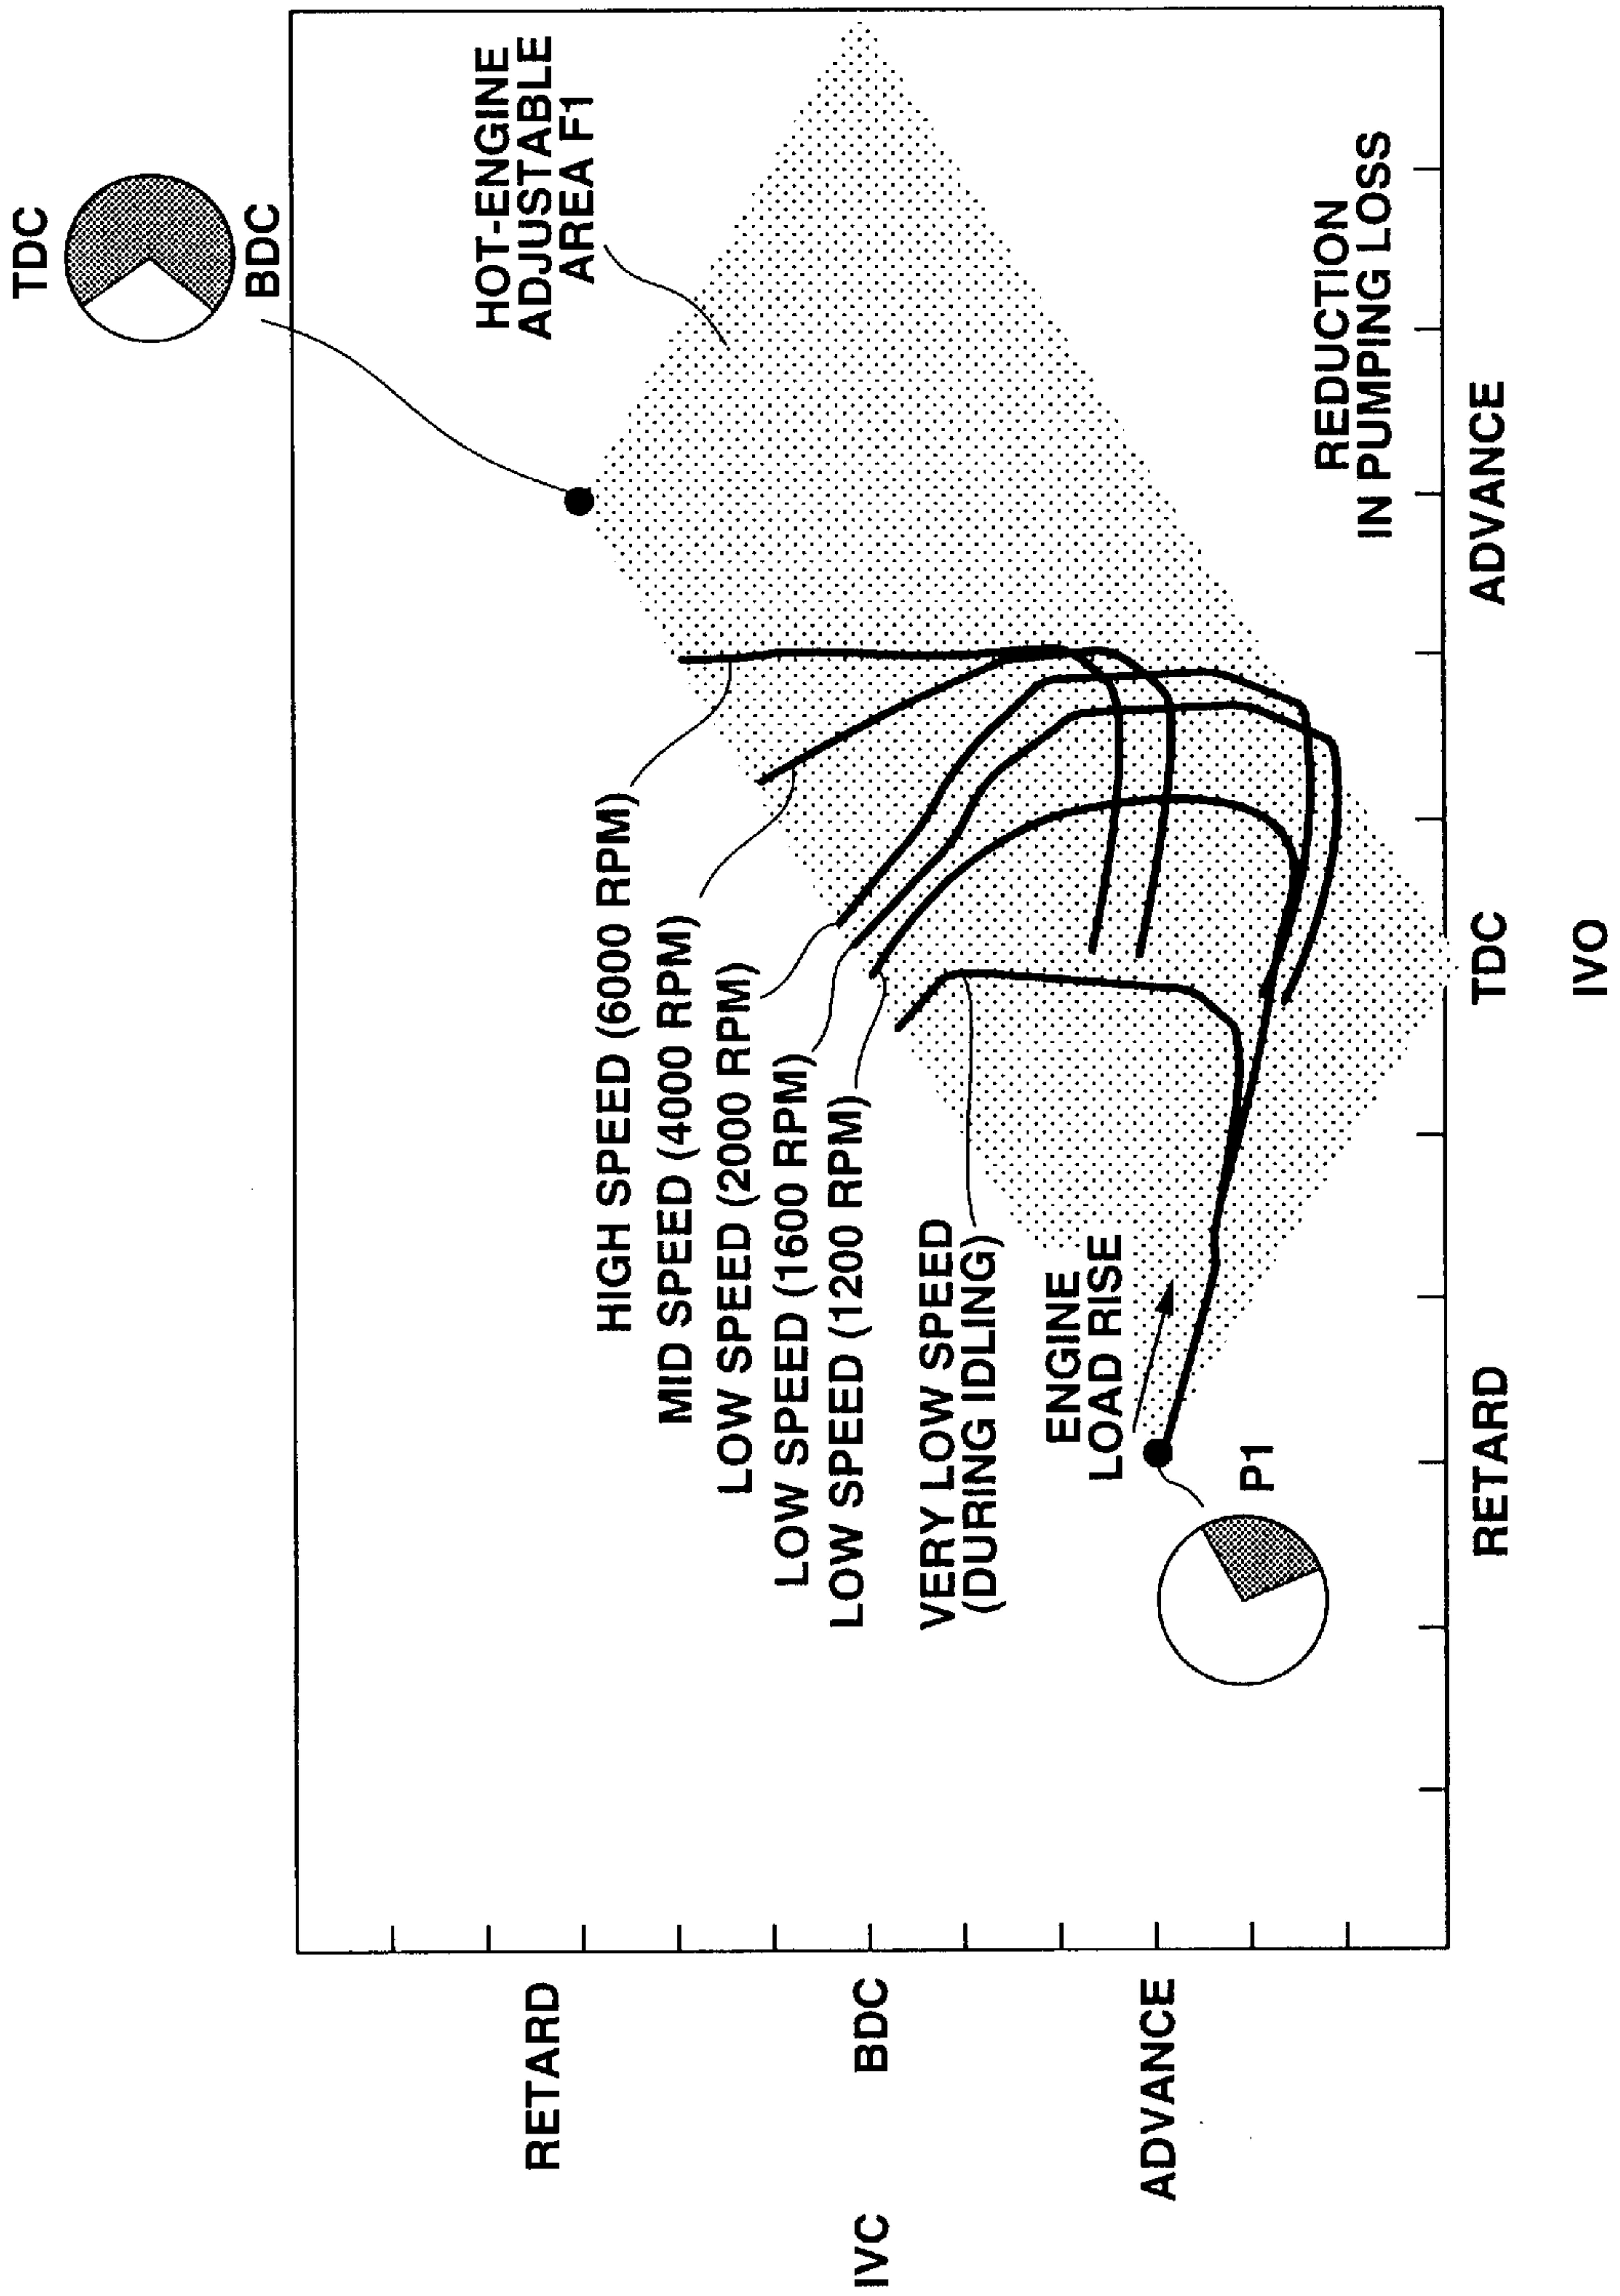 TDC
BDC
HOT-ENGINE
ADJUSTABLE
AREA F1
HIGH SPEED (6000 RPM)
MID SPEED (4000 RPM)
LOW SPEED (2000 RPM)
LOW SPEED (1600 RPM)
LOW SPEED (1200 RPM)
VERY LOW SPEED
(DURING IDLING)
ENGINE
LOAD RISE
P1
REDUCTION
IN PUMPING LOSS
RETARD
BDC
ADVANCE
IVC
RETARD
TDC
ADVANCE
IVO